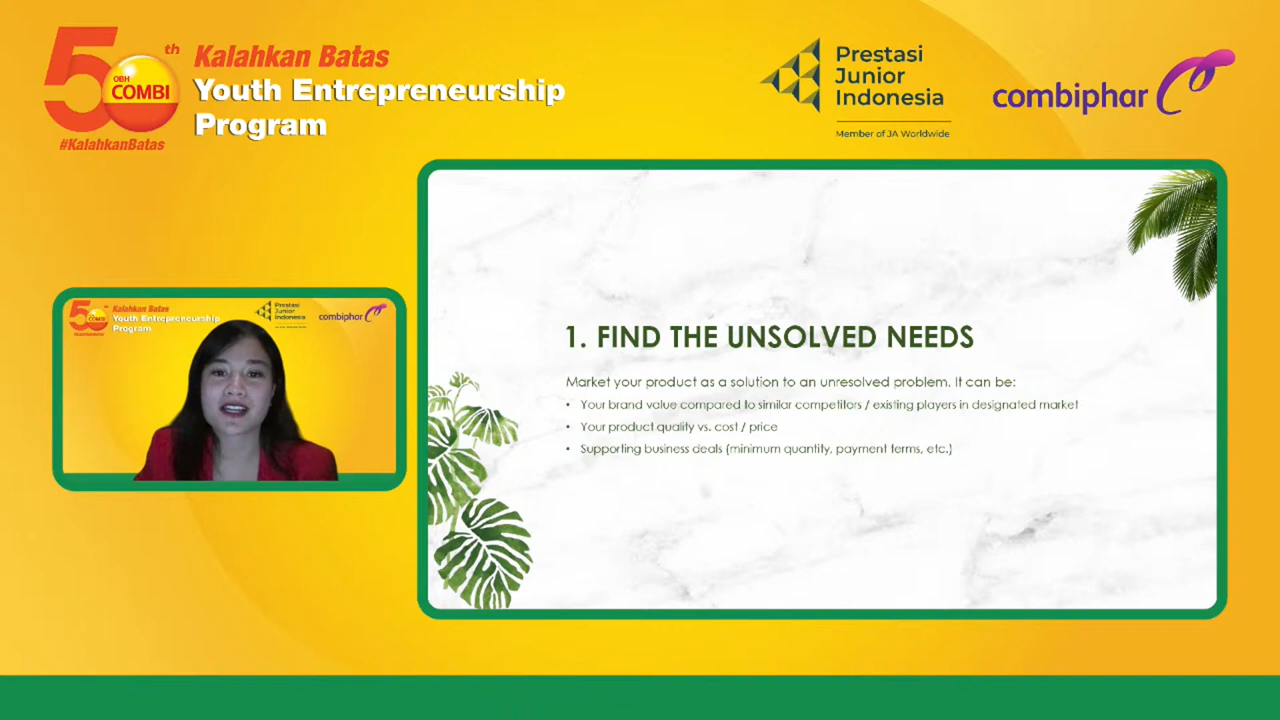 50th
OBH
COMBI
#KalahkanBatas
Kalahkan Batas
Youth Entrepreneurship
Program
Prestasi
Junior
Indonesia
Member of JA Worldwide
combiphar
50
COMBI
Kalahkan Batas
Youth Entrepreneurship
Program
Prestasi
Junior
Indonesia
combiphar
1. FIND THE UNSOLVED NEEDS
Market your product as a solution to an unresolved problem. It can be:
• Your brand value compared to similar competitors / existing players in designated market
• Your product quality vs. cost / price
• Supporting business deals (minimum quantity, payment terms, etc.)